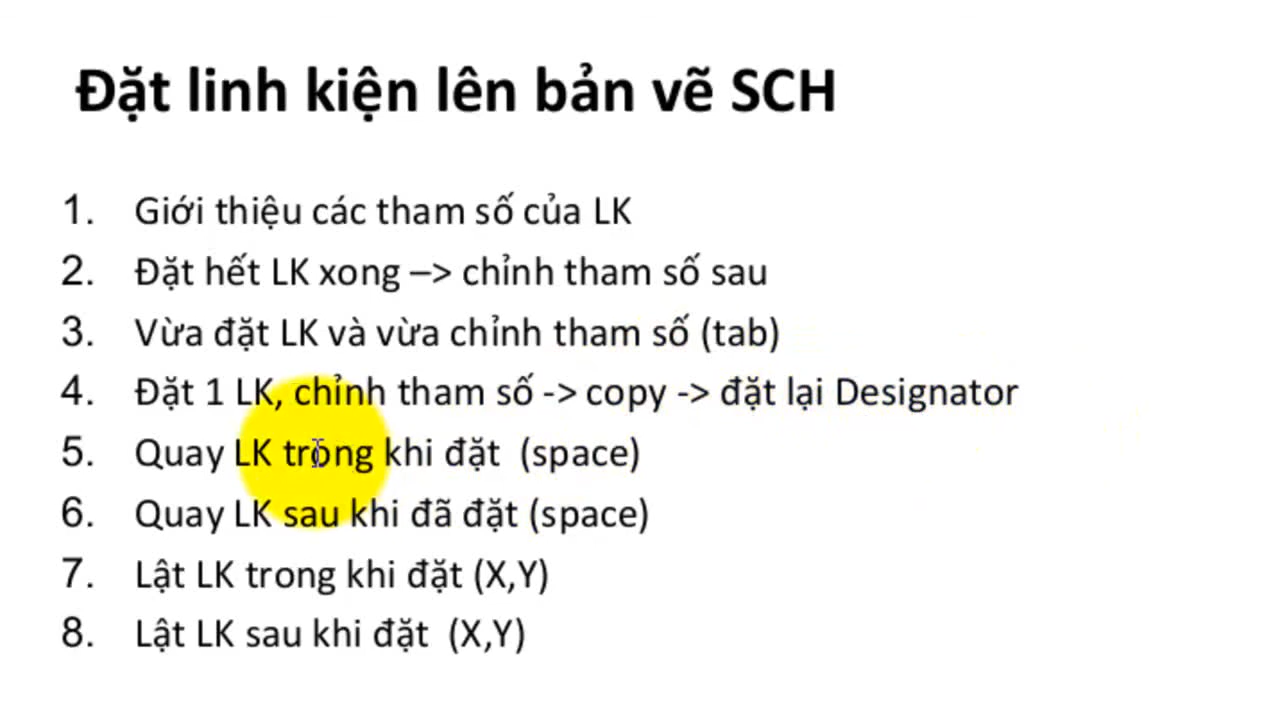 Đặt linh kiện lên bản vẽ SCH
1. Giới thiệu các tham số của LK
2. Đặt hết LK xong –> chỉnh tham số sau
3. Vừa đặt LK và vừa chỉnh tham số (tab)
4. Đặt 1 LK, chỉnh tham số -> copy -> đặt lại Designator
5. Quay LK trong khi đặt (space)
6. Quay LK sau khi đã đặt (space)
7. Lật LK trong khi đặt (X,Y)
8. Lật LK sau khi đặt (X,Y)